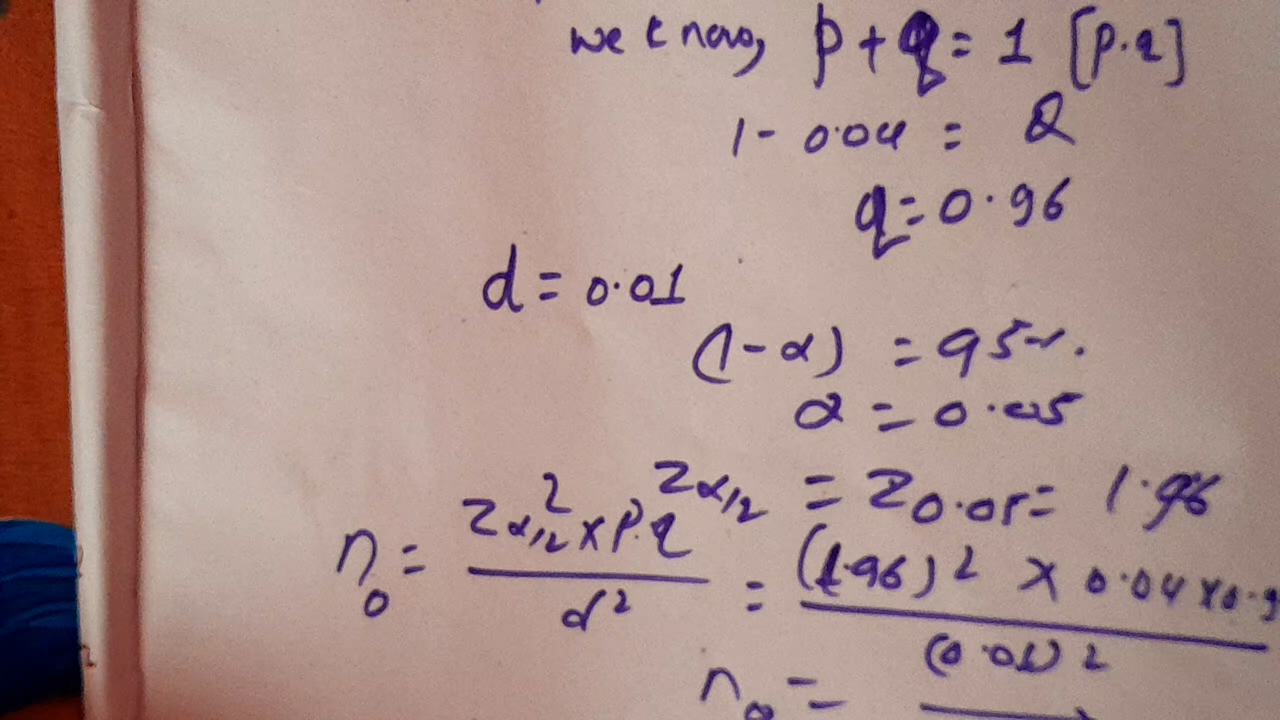 we know, p + q = 1 [p.q]
1 - 0.04 = Q
q = 0.96
d = 0.01
(1-α) = 95%.
α = 0.05
Zα/2 = Z0.05 = 1.96
n₀ = Zα/2² × p.q / d² = (1.96)² × 0.04 × 0.9 / (0.01)²
n₀ =